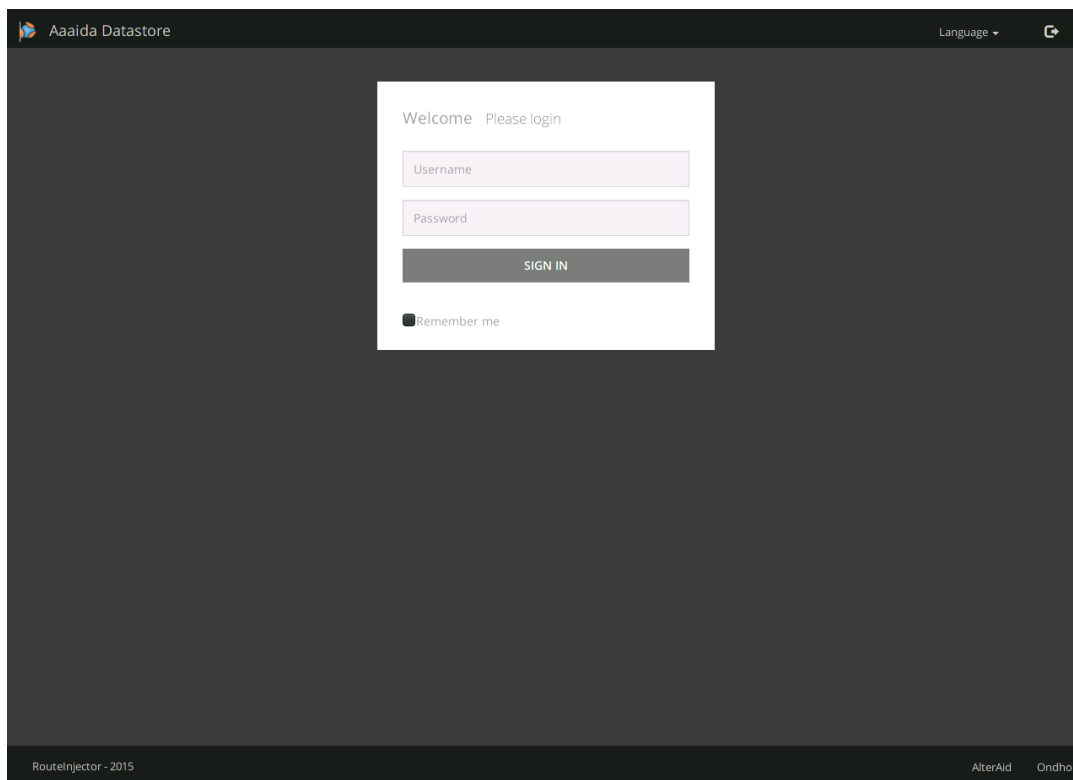 Aaaida Datastore Language
Welcome Please login
Username
Password
SIGN IN
Remember me
RouteInjector - 2015 AlterAid Ondho